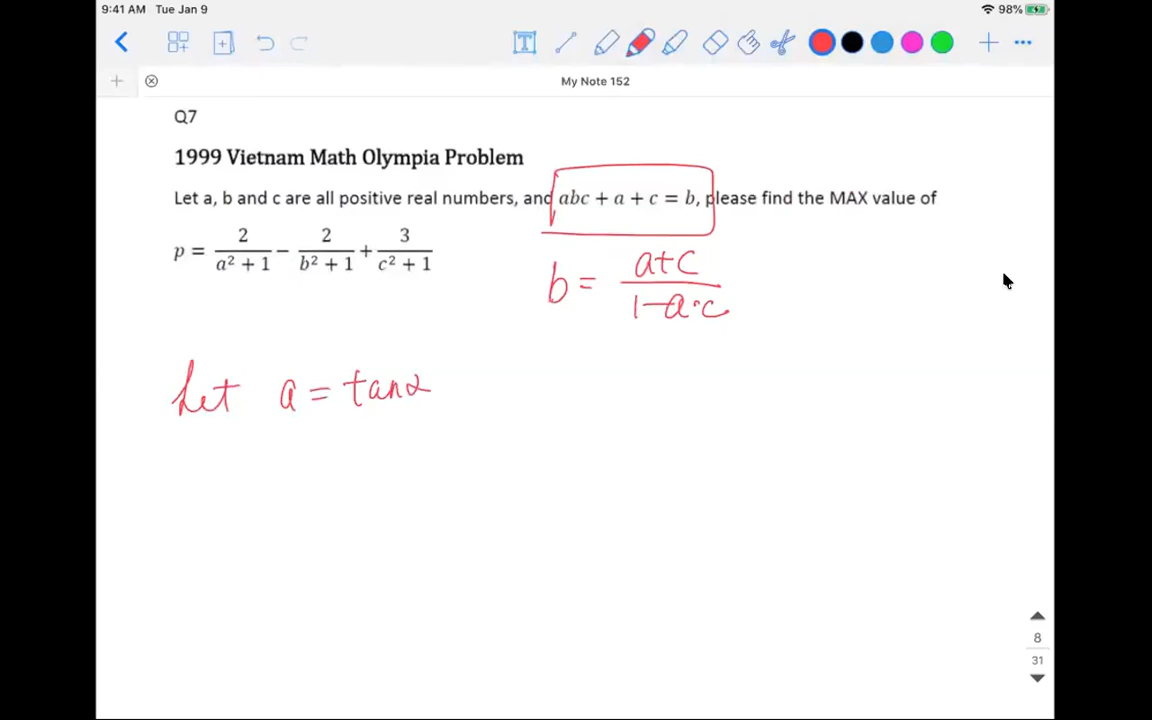 9:41 AM Tue Jan 9
98%
My Note 152
Q7
1999 Vietnam Math Olympia Problem
Let a, b and c are all positive real numbers, and abc + a + c = b, please find the MAX value of
p = 2/(a² + 1) − 2/(b² + 1) + 3/(c² + 1)
b = (a+c)/(1−a·c)
Let a = tanα
8
31